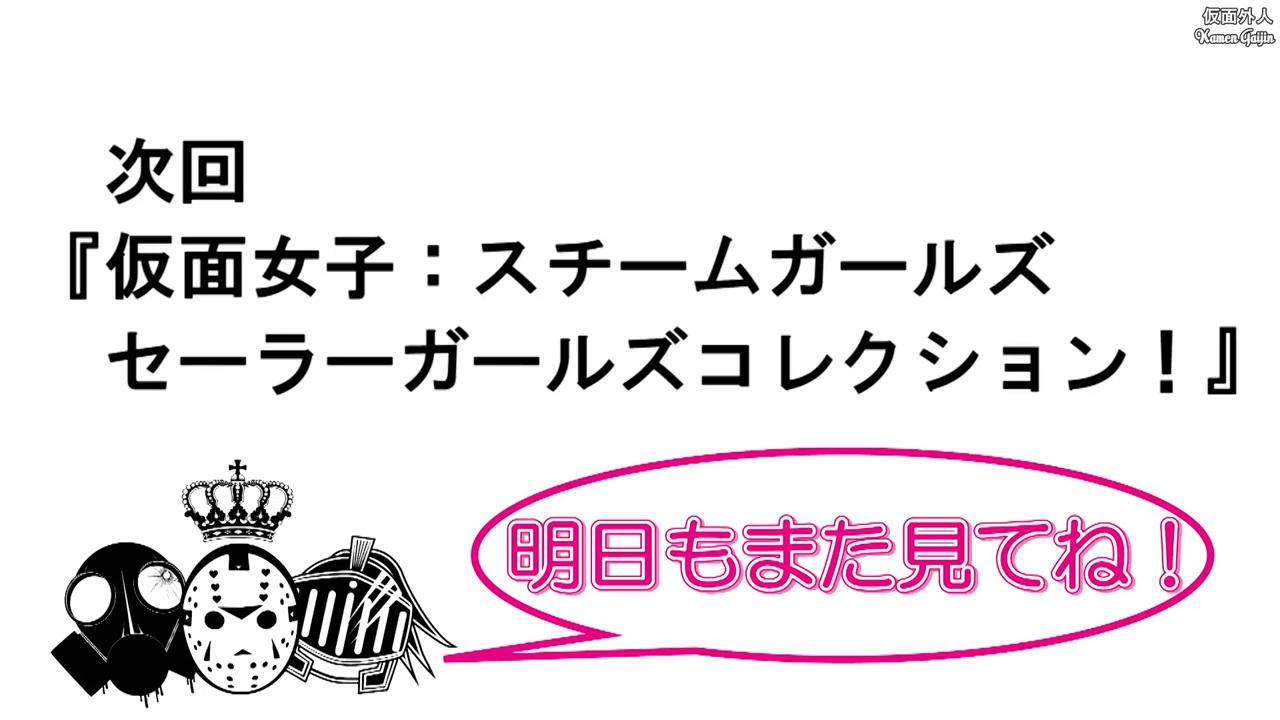 仮面外人
Kamen Gaijin
次回
『仮面女子：スチームガールズ
セーラーガールズコレクション！』
明日もまた見てね！